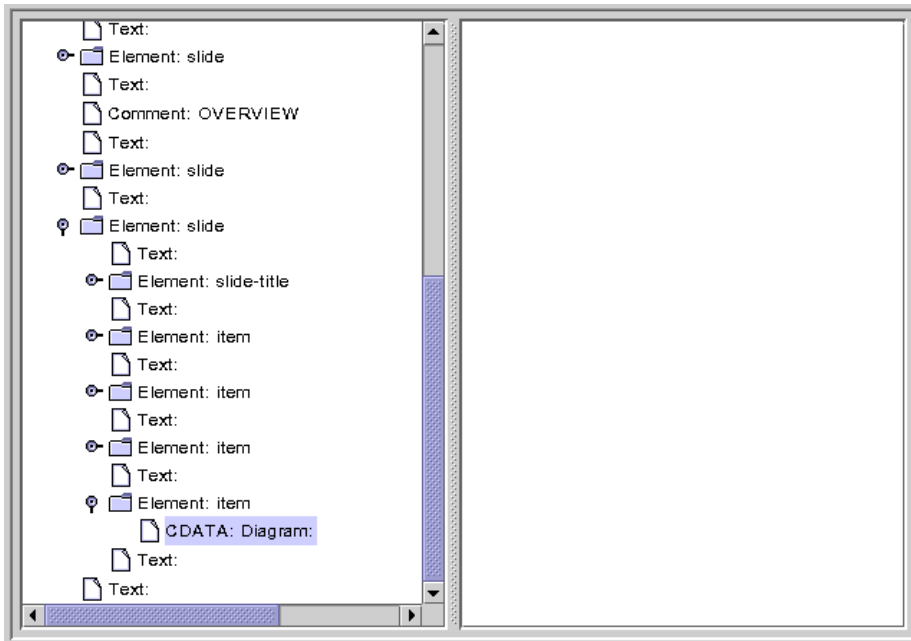 Text:
Element: slide
Text:
Comment: OVERVIEW
Text:
Element: slide
Text:
Element: slide
Text:
Element: slide-title
Text:
Element: item
Text:
Element: item
Text:
Element: item
Text:
Element: item
CDATA: Diagram:
Text:
Text: